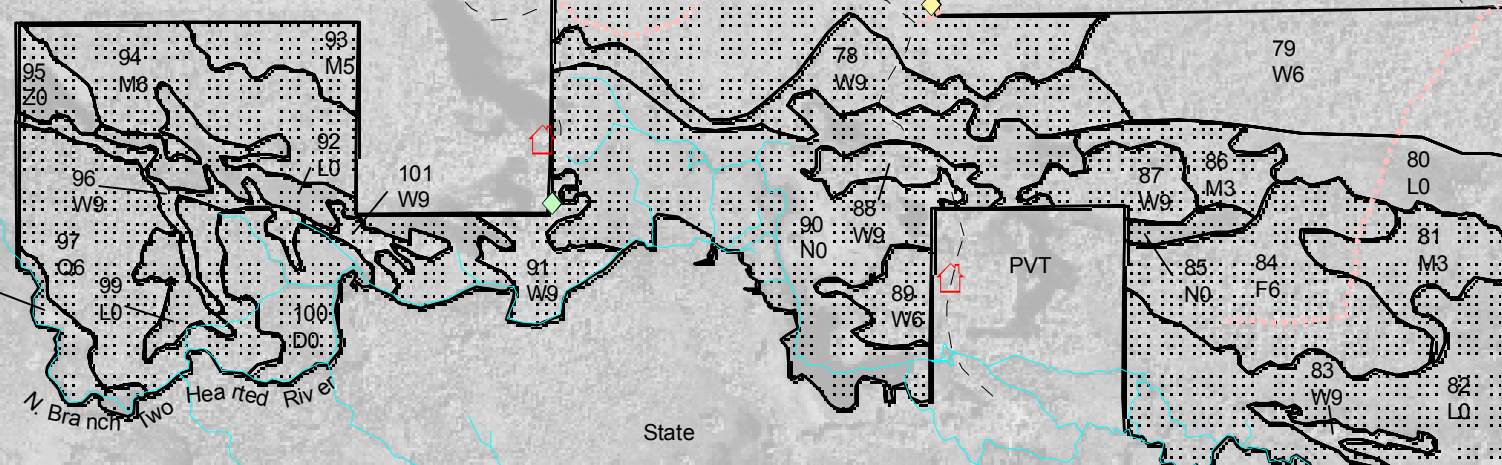 93
M5
94
M6
95
Z0
92
L0
96
W9
97
Q6
99
L0
100
D0
101
W9
91
W9
78
W9
79
W6
80
L0
81
M3
82
L0
83
W9
84
F6
85
N0
86
M3
87
W9
88
W9
89
W6
90
N0
PVT
State
N. Branch Two Hearted River